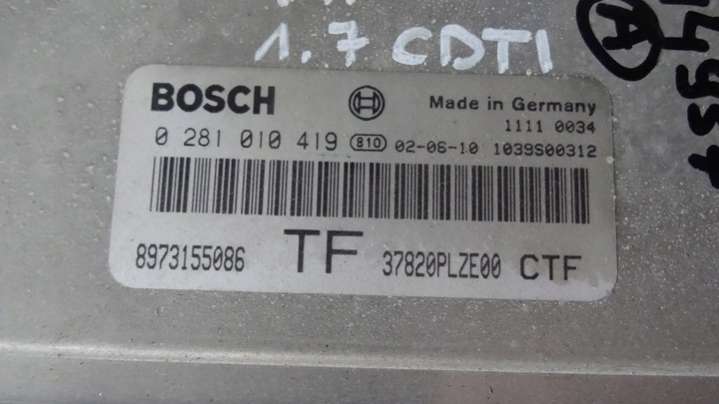 1.7 CDTI
A
BOSCH Made in Germany
1111 0034
0 281 010 419 810 02-06-10 1039S00312
8973155086 TF 37820PLZE00 CTF